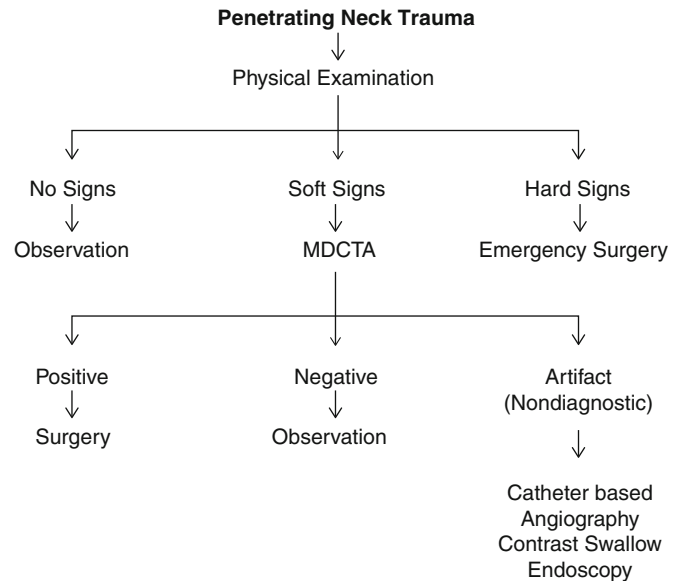 Penetrating Neck Trauma
Physical Examination
No Signs
Soft Signs
Hard Signs
Observation
MDCTA
Emergency Surgery
Positive
Negative
Artifact
(Nondiagnostic)
Surgery
Observation
Catheter based
Angiography
Contrast Swallow
Endoscopy